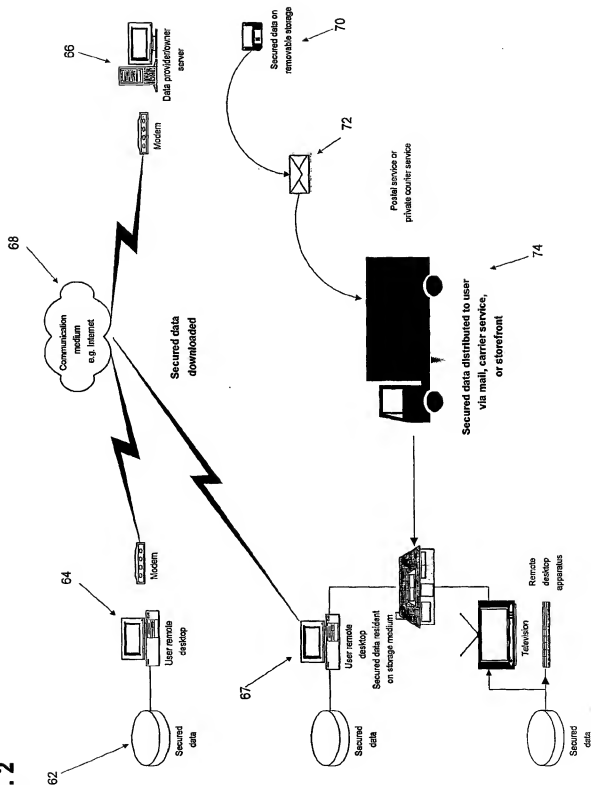 . 2
62
Secured
data
64
User remote
desktop
Modem
68
Communication
medium
e.g. Internet
Secured data
downloaded
66
Data provider/owner
server
Modem
70
Secured data on
removable storage
72
Postal service or
private courier service
74
Secured data distributed to user
via mail, carrier service,
or storefront
67
User remote
desktop
Secured data resident
on storage medium
Secured
data
Television
Remote
desktop
apparatus
Secured
data